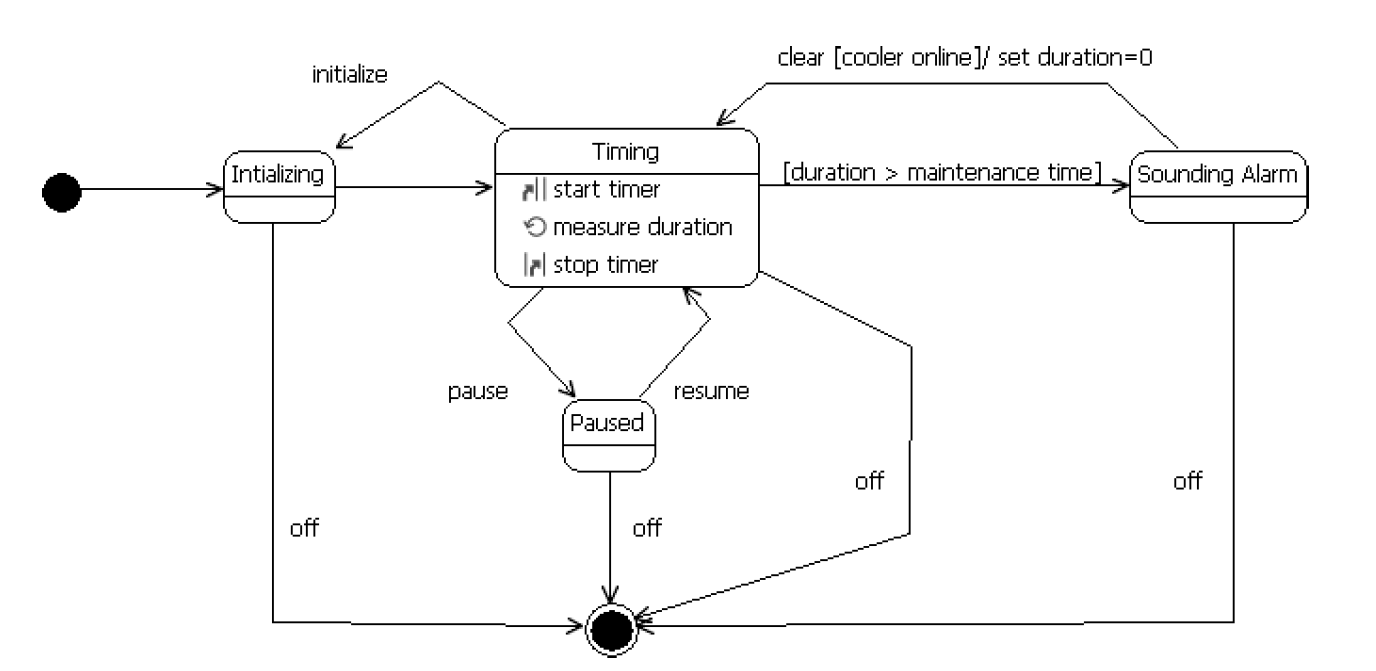 clear [cooler online]/ set duration=0
initialize
Timing
Intializing
[duration > maintenance time]
Sounding Alarm
start timer
measure duration
stop timer
pause
resume
Paused
off
off
off
off